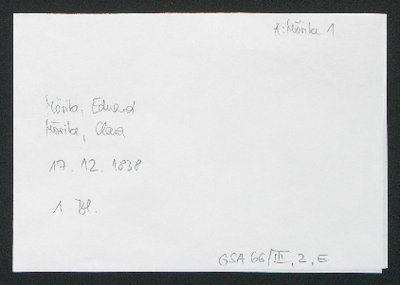 A: Mörike 1
Mörike, Eduard
Mörike, Clara
17. 12. 1838
1 Bl.
GSA 66/III, 2, E